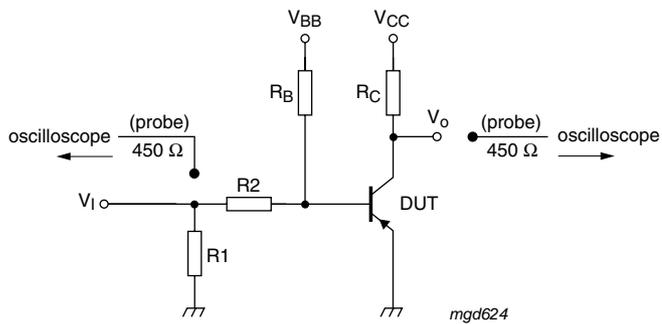 VBB
VCC
RB
RC
Vo
(probe)
oscilloscope
450 Ω
(probe)
oscilloscope
450 Ω
R2
VI
DUT
R1
mgd624